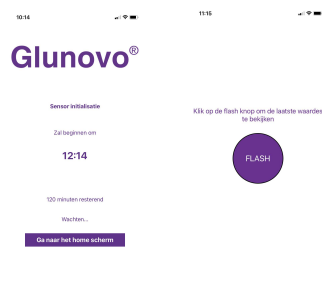 10:14
Glunovo®
Sensor initialisatie
Zal beginnen om
12:14
120 minuten resterend
Wachten...
Ga naar het home scherm
11:15
Klik op de flash knop om de laatste waardes
te bekijken
FLASH